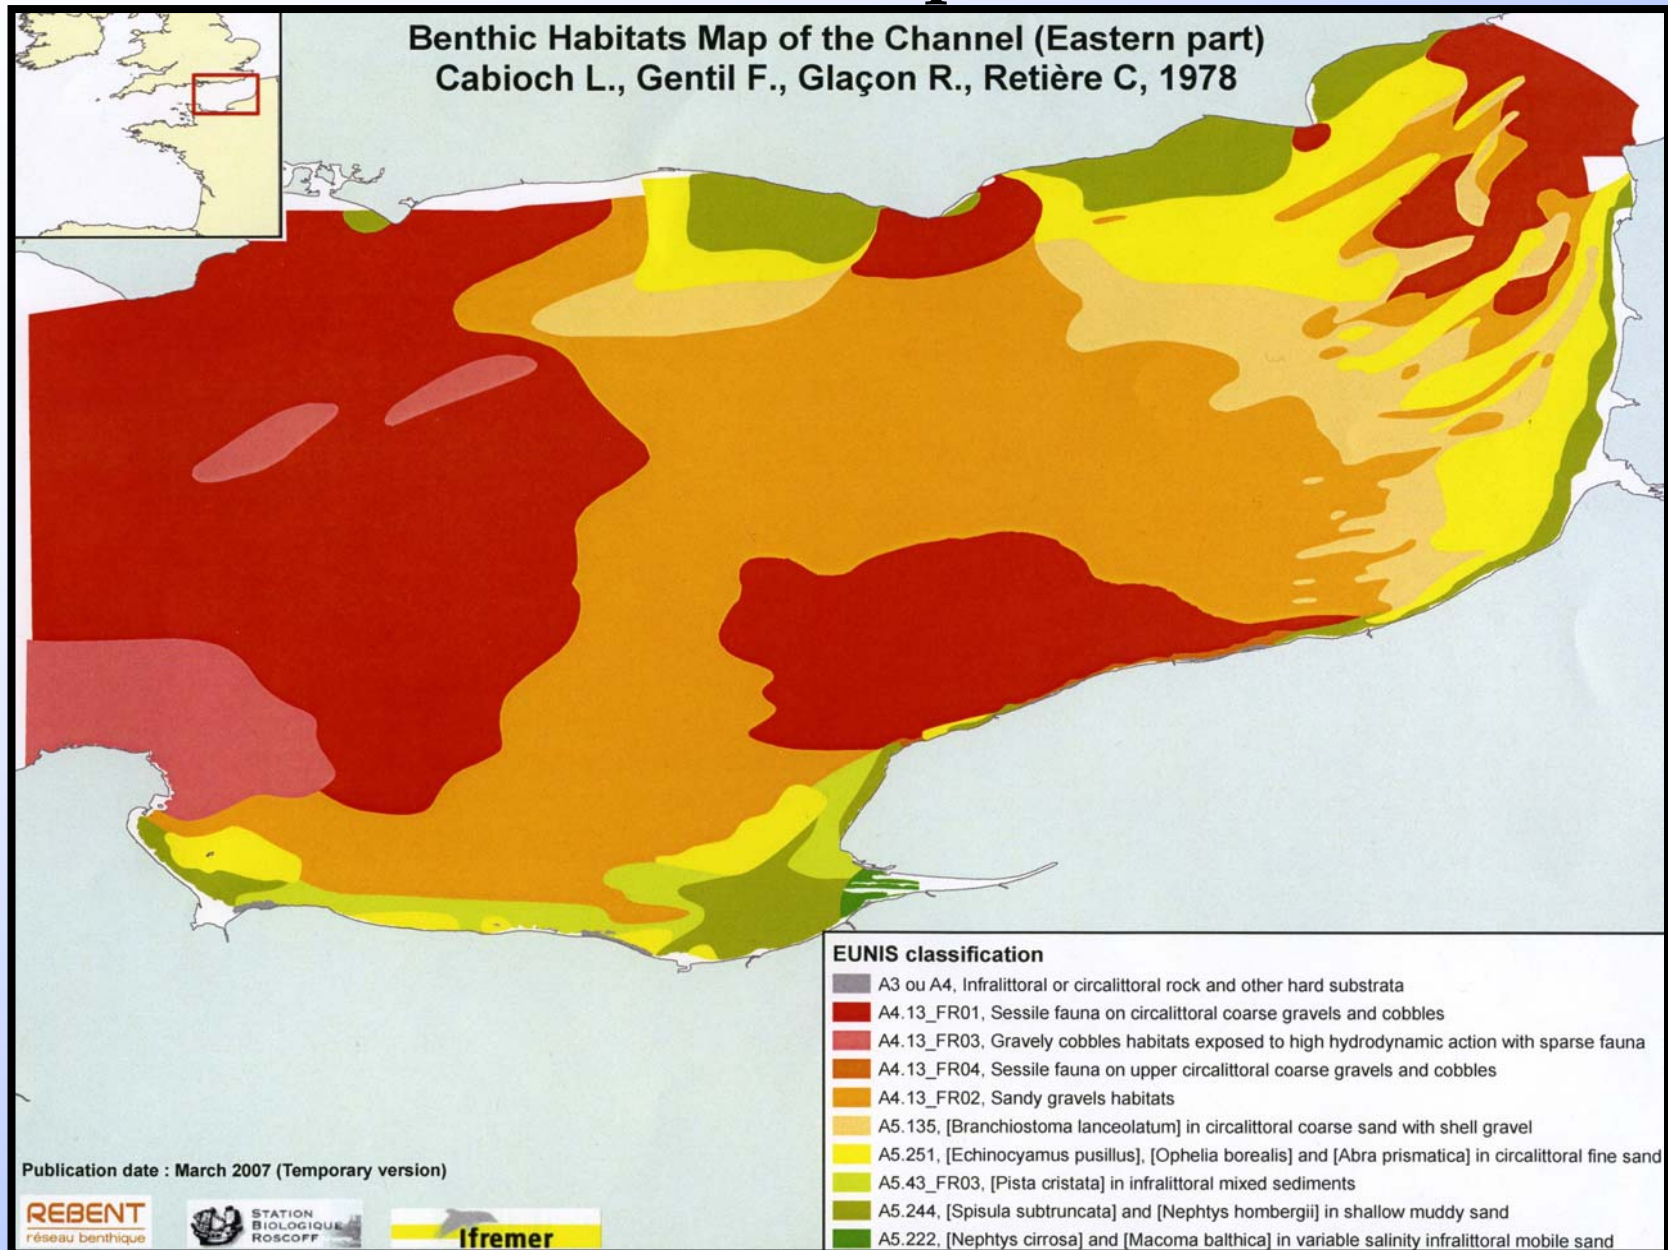 Benthic Habitats Map of the Channel (Eastern part)
Cabioch L., Gentil F., Glaçon R., Retière C, 1978
EUNIS classification
A3 ou A4, Infralittoral or circalittoral rock and other hard substrata
A4.13_FR01, Sessile fauna on circalittoral coarse gravels and cobbles
A4.13_FR03, Gravely cobbles habitats exposed to high hydrodynamic action with sparse fauna
A4.13_FR04, Sessile fauna on upper circalittoral coarse gravels and cobbles
A4.13_FR02, Sandy gravels habitats
A5.135, [Branchiostoma lanceolatum] in circalittoral coarse sand with shell gravel
A5.251, [Echinocyamus pusillus], [Ophelia borealis] and [Abra prismatica] in circalittoral fine sand
A5.43_FR03, [Pista cristata] in infralittoral mixed sediments
A5.244, [Spisula subtruncata] and [Nephtys hombergii] in shallow muddy sand
A5.222, [Nephtys cirrosa] and [Macoma balthica] in variable salinity infralittoral mobile sand
Publication date : March 2007 (Temporary version)
REBENT
réseau benthique
STATION
BIOLOGIQUE
ROSCOFF
Ifremer